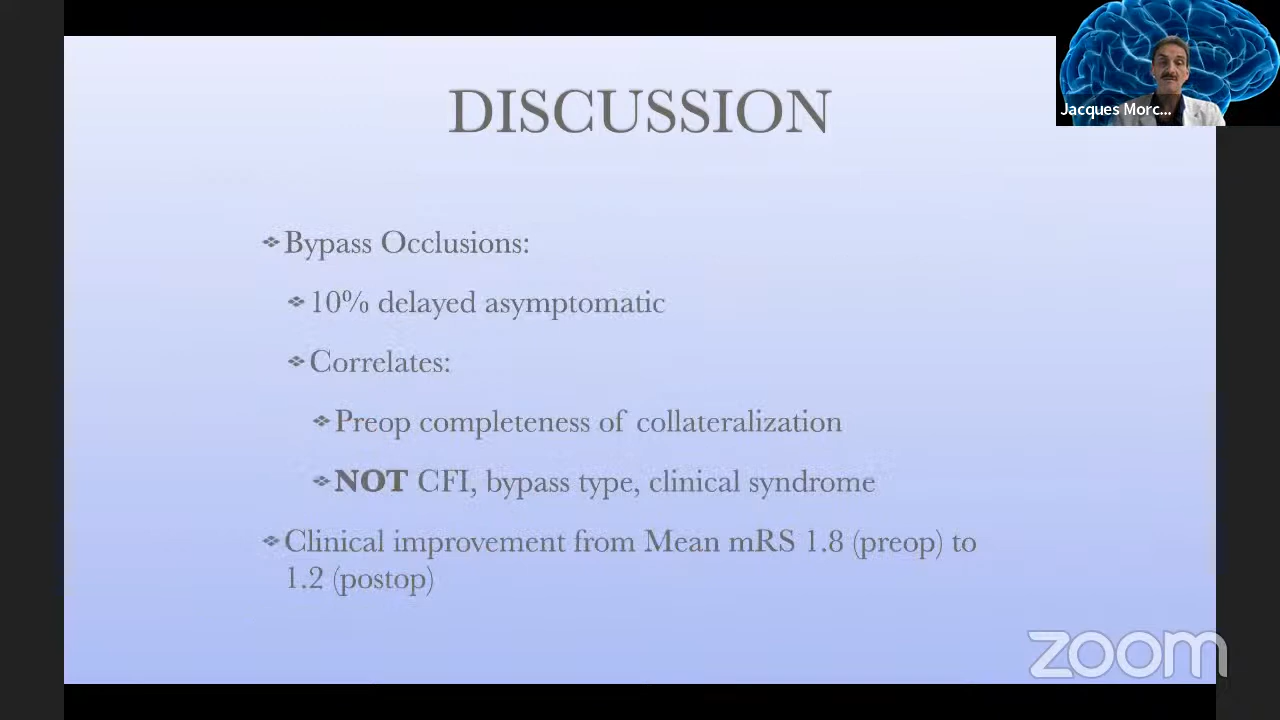 DISCUSSION
Jacques Morc...
❖Bypass Occlusions:
❖10% delayed asymptomatic
❖Correlates:
❖Preop completeness of collateralization
❖NOT CFI, bypass type, clinical syndrome
❖Clinical improvement from Mean mRS 1.8 (preop) to
1.2 (postop)
zoom